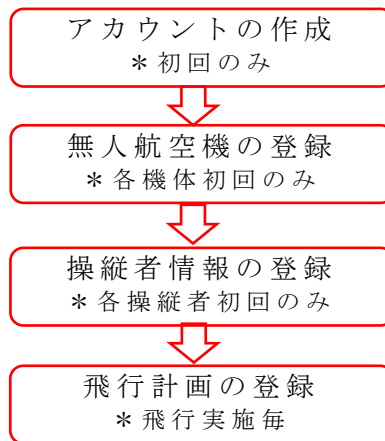 アカウントの作成
＊初回のみ
無人航空機の登録
＊各機体初回のみ
操縦者情報の登録
＊各操縦者初回のみ
飛行計画の登録
＊飛行実施毎